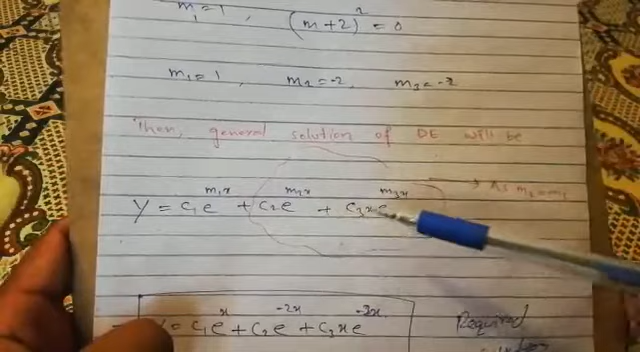 m₁ = 1, (m+2)² = 0
m₁ = 1, m₂ = -2, m₃ = -2
Then, general solution of DE will be
y = c₁e^{m₁x} + c₂e^{m₂x} + c₃xe^{m₃x} → As m₂
y = c₁e^{x} + c₂e^{-2x} + c₃xe^{-2x} Required